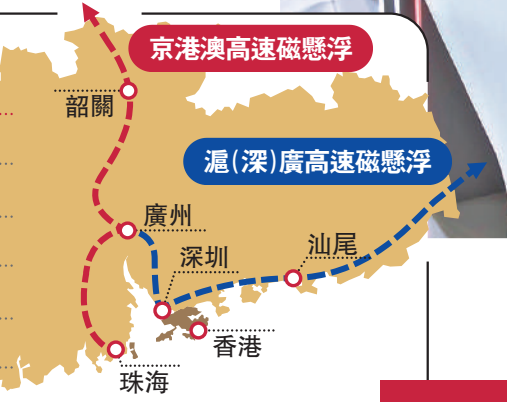 京港澳高速磁懸浮
韶關
滬(深)廣高速磁懸浮
廣州
深圳
汕尾
香港
珠海